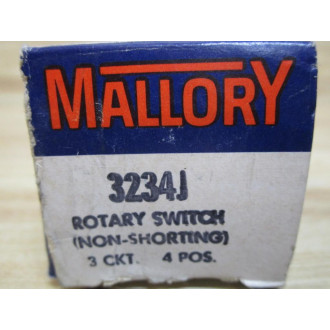 MALLORY
3234J
ROTARY SWITCH
(NON-SHORTING)
3 CKT. 4 POS.